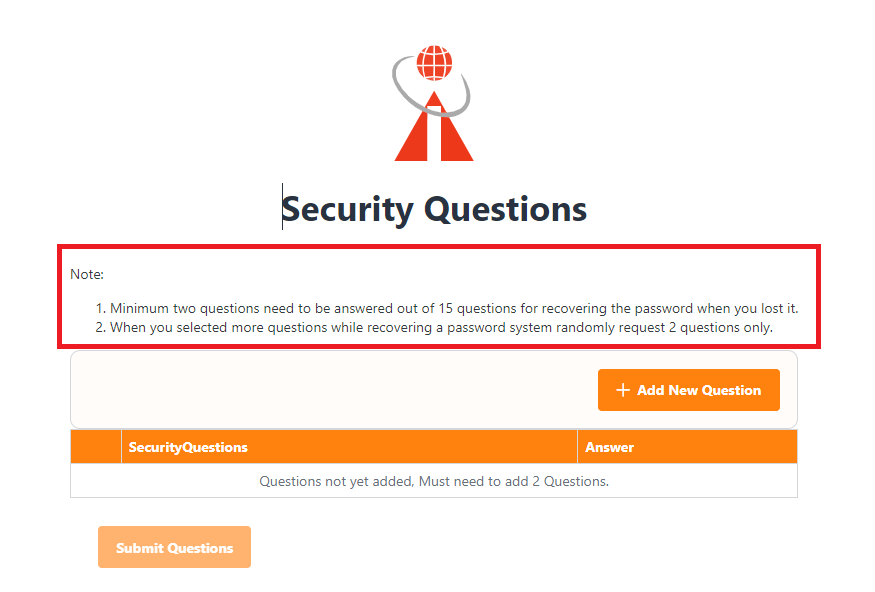 Security Questions
Note:
1. Minimum two questions need to be answered out of 15 questions for recovering the password when you lost it.
2. When you selected more questions while recovering a password system randomly request 2 questions only.
+ Add New Question
SecurityQuestions Answer
Questions not yet added, Must need to add 2 Questions.
Submit Questions